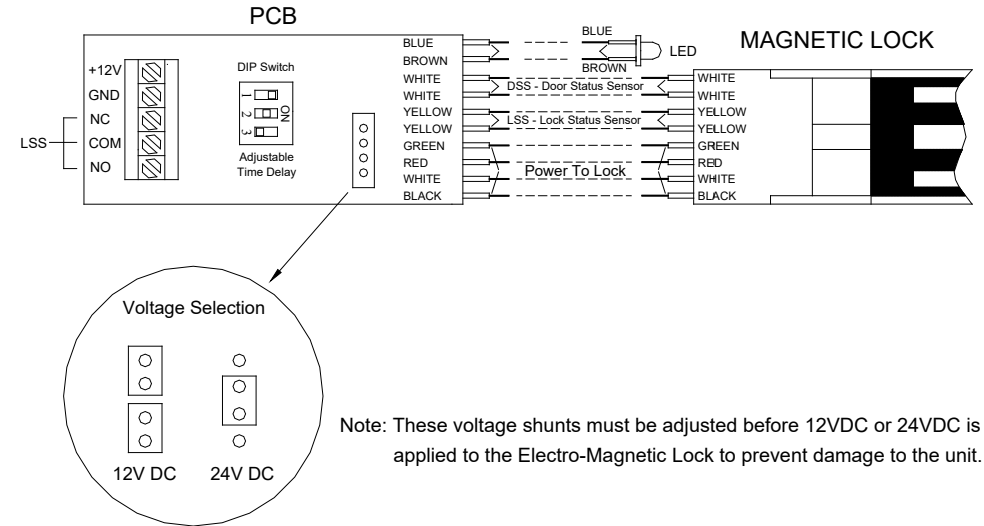 PCB
MAGNETIC LOCK
+12V
GND
NC
COM
NO
LSS
DIP Switch
1
2
3
ON
Adjustable
Time Delay
BLUE
BROWN
WHITE
WHITE
YELLOW
YELLOW
GREEN
RED
WHITE
BLACK
BLUE
BROWN
LED
DSS - Door Status Sensor
LSS - Lock Status Sensor
Power To Lock
WHITE
WHITE
YELLOW
YELLOW
GREEN
RED
WHITE
BLACK
Voltage Selection
12V DC
24V DC
Note: These voltage shunts must be adjusted before 12VDC or 24VDC is
applied to the Electro-Magnetic Lock to prevent damage to the unit.